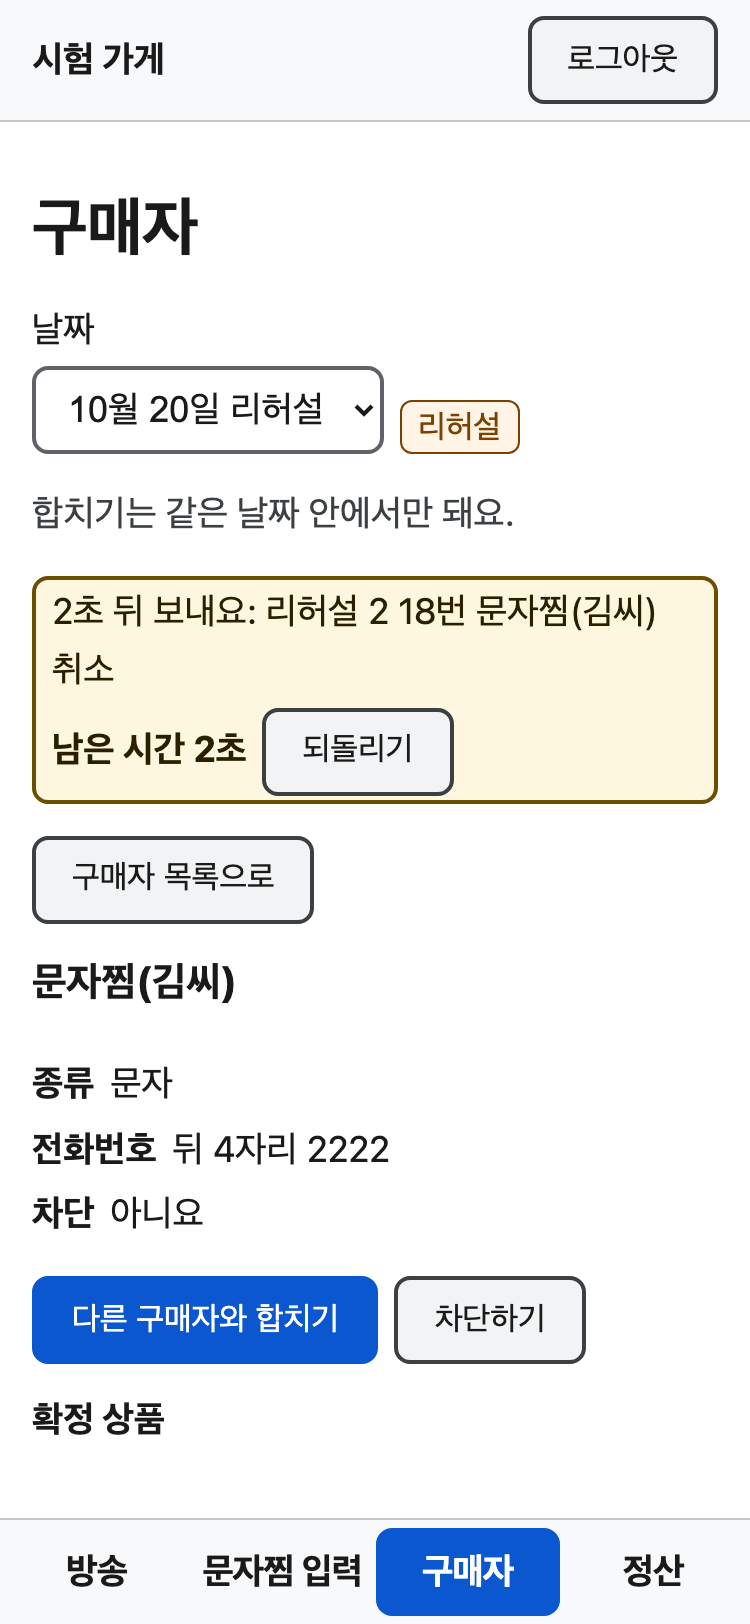 시험 가게
로그아웃
구매자
날짜
10월 20일 리허설
리허설
합치기는 같은 날짜 안에서만 돼요.
2초 뒤 보내요: 리허설 2 18번 문자찜(김씨)
취소
남은 시간 2초
되돌리기
구매자 목록으로
문자찜(김씨)
종류 문자
전화번호 뒤 4자리 2222
차단 아니요
다른 구매자와 합치기
차단하기
확정 상품
방송
문자찜 입력
구매자
정산